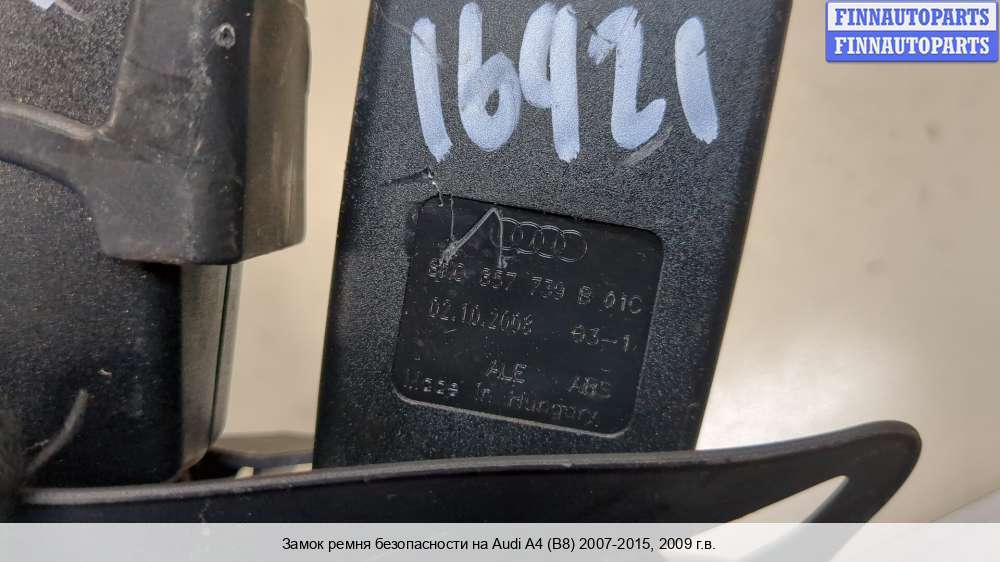 FINNAUTOPARTS
FINNAUTOPARTS
16921
857 739 B 01C
02.10.2008 03-1
ALE ABS
Made in Hungary
Замок ремня безопасности на Audi A4 (B8) 2007-2015, 2009 г.в.